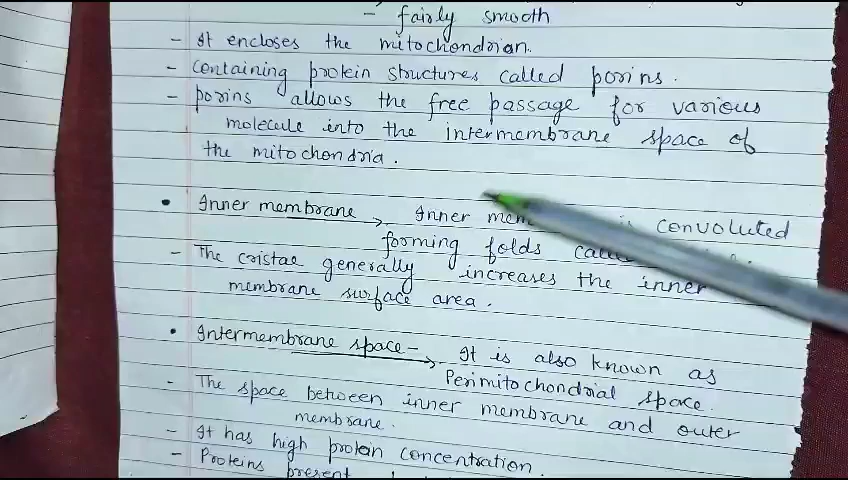 - fairly smooth
- It encloses the mitochondrian.
- containing protein structures called porins.
- porins allows the free passage for various
molecule into the intermembrane space of
the mitochondria.
• Inner membrane → Inner is convoluted
forming folds
- The cristae generally increases the inner
membrane surface area.
• Intermembrane space - → It is also known as
Perimitochondrial space.
- The space between inner membrane and outer
membrane.
- It has high protein concentration.
- Proteins present